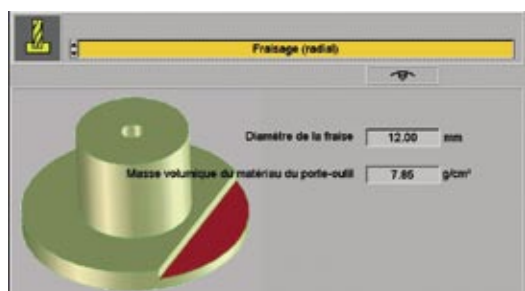 Fraisage (radial)
Diamètre de la fraise 12.00 mm
Masse volumique du matériau du porte-outil 7.85 g/cm³